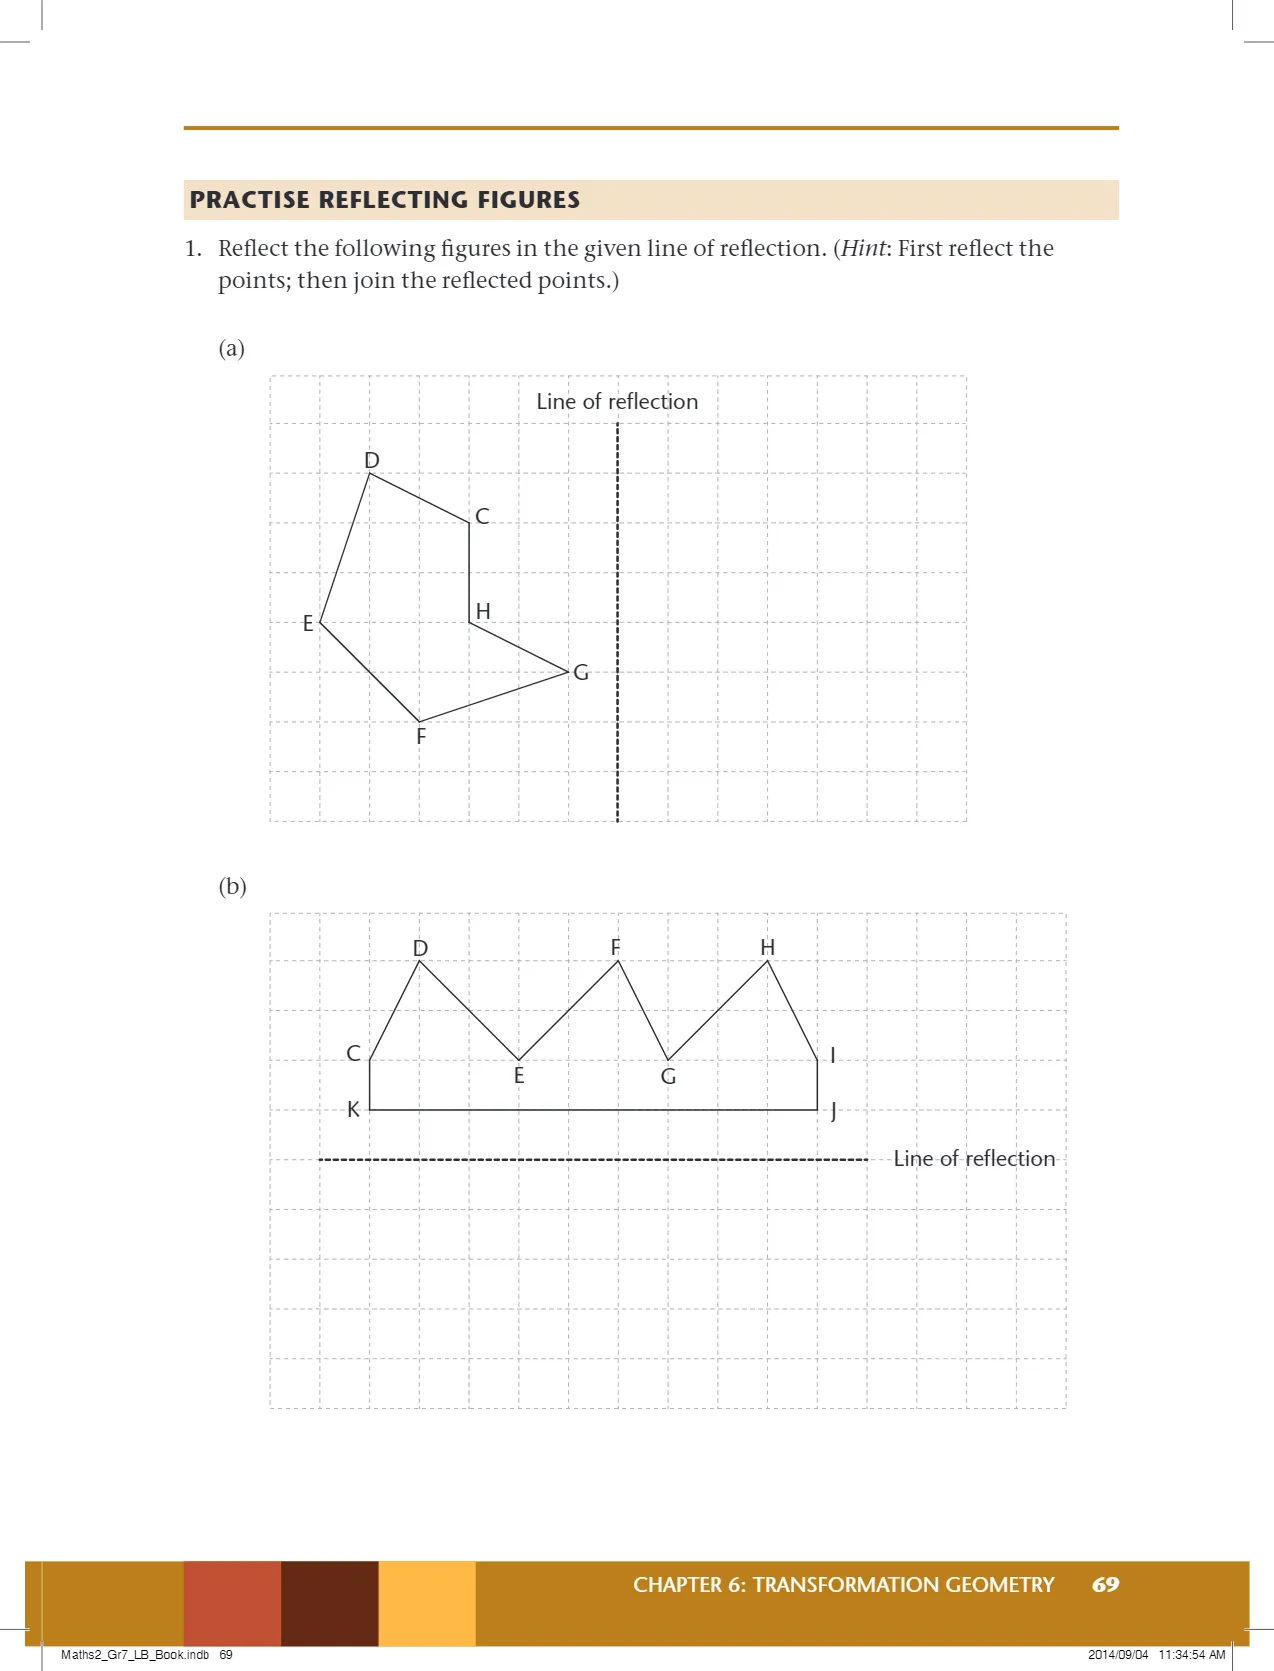 PRACTISE REFLECTING FIGURES
1. Reflect the following figures in the given line of reflection. (Hint: First reflect the
points; then join the reflected points.)
(a)
Line of reflection
D
C
H
E
G
F
(b)
D F H
C I
E G
K J
Line of reflection
CHAPTER 6: TRANSFORMATION GEOMETRY 69
Maths2_Gr7_LB_Book.indb 69 2014/09/04 11:34:54 AM